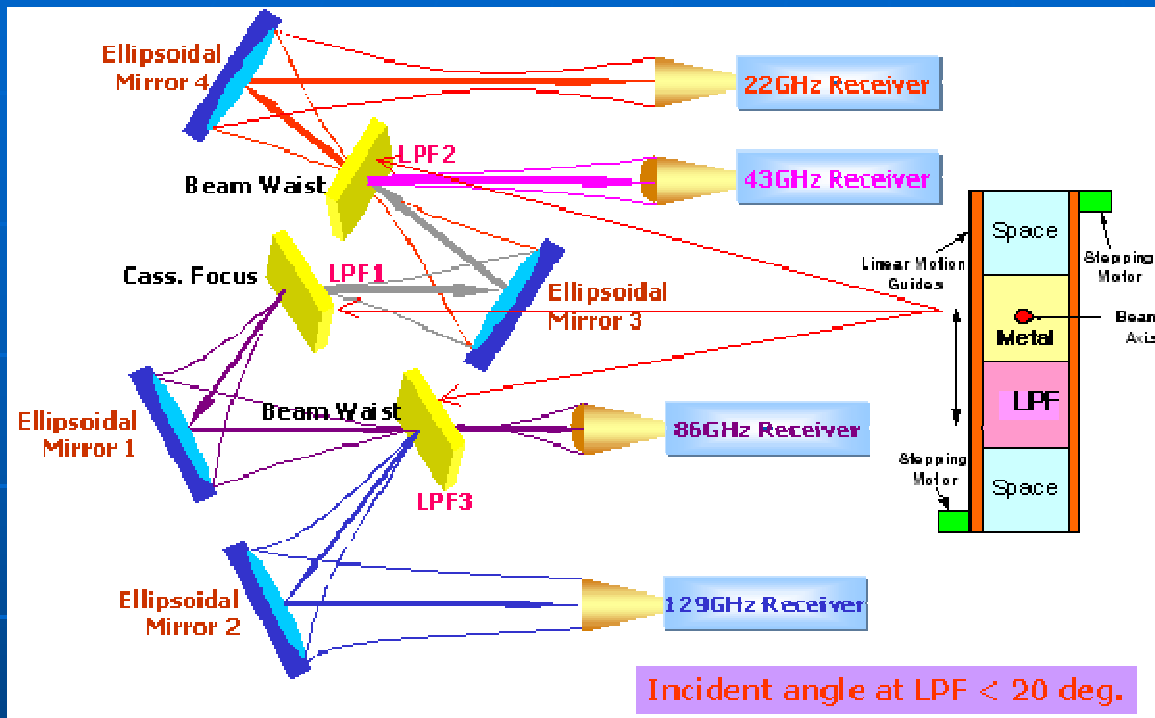 Ellipsoidal
Mirror 4
22GHz Receiver
LPF2
Beam Waist
43GHz Receiver
Space
Stepping
Motor
Linear Motion
Guides
Cass. Focus
LPF1
Ellipsoidal
Mirror 3
Beam
Axis
Metal
LPF
Ellipsoidal
Mirror 1
Beam Waist
86GHz Receiver
LPF3
Stepping
Motor
Space
Ellipsoidal
Mirror 2
129GHz Receiver
Incident angle at LPF < 20 deg.